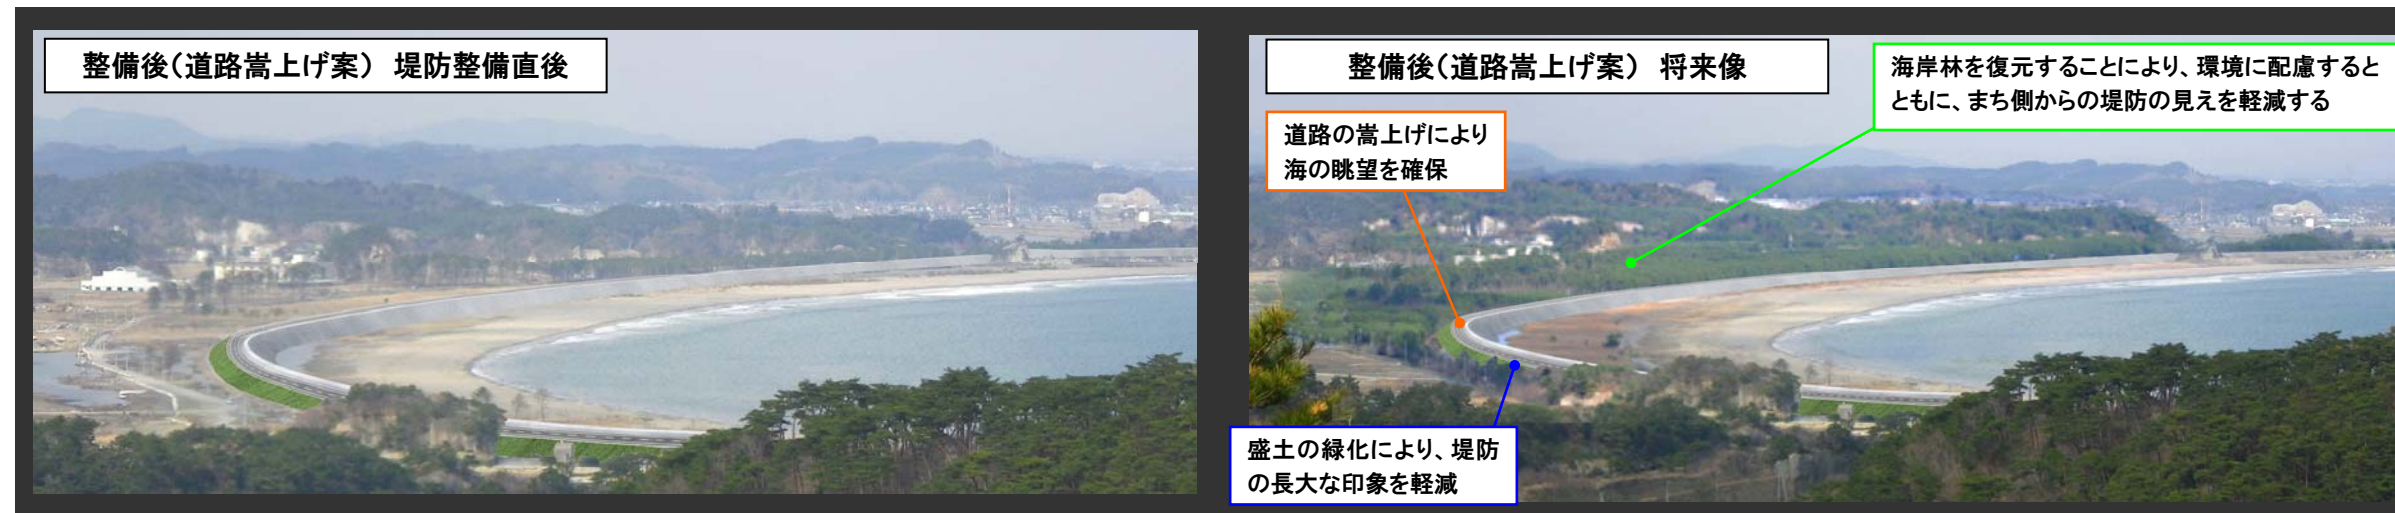 整備後（道路嵩上げ案） 堤防整備直後
整備後（道路嵩上げ案） 将来像
海岸林を復元することにより、環境に配慮すると
ともに、まち側からの堤防の見えを軽減する
道路の嵩上げにより
海の眺望を確保
盛土の緑化により、堤防
の長大な印象を軽減